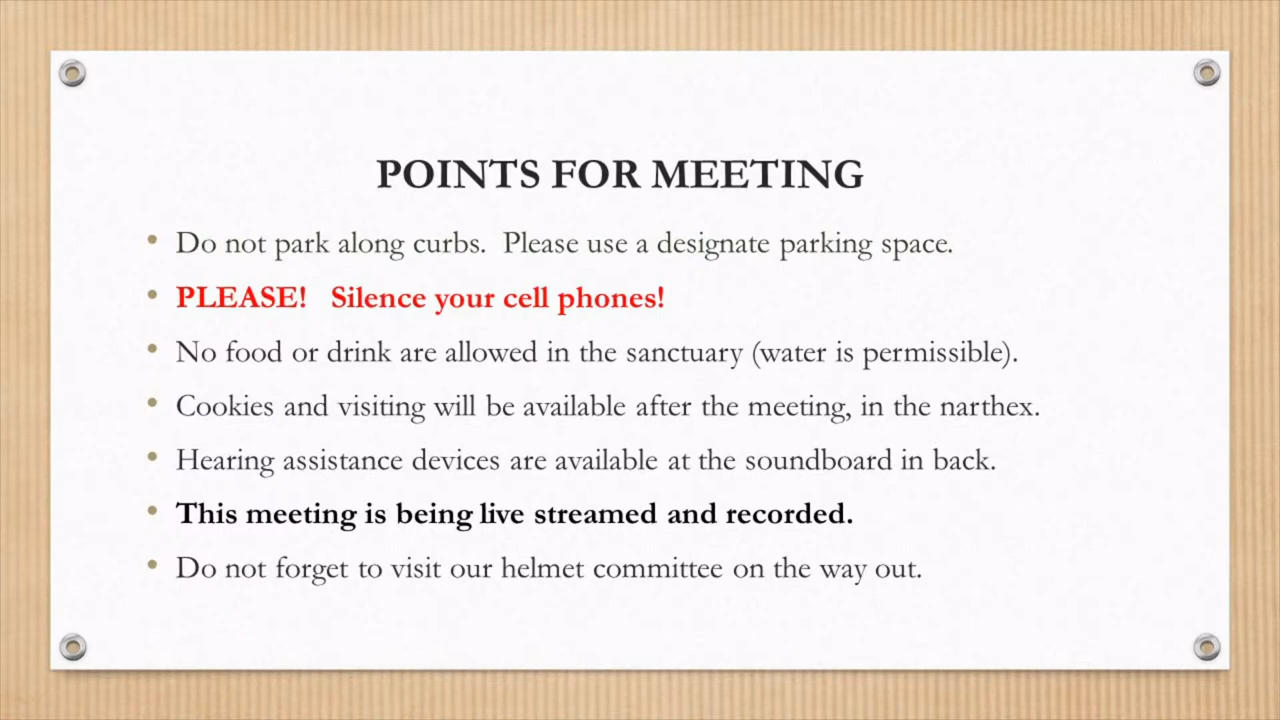 POINTS FOR MEETING
• Do not park along curbs.  Please use a designate parking space.
• PLEASE!   Silence your cell phones!
• No food or drink are allowed in the sanctuary (water is permissible).
• Cookies and visiting will be available after the meeting, in the narthex.
• Hearing assistance devices are available at the soundboard in back.
• This meeting is being live streamed and recorded.
• Do not forget to visit our helmet committee on the way out.